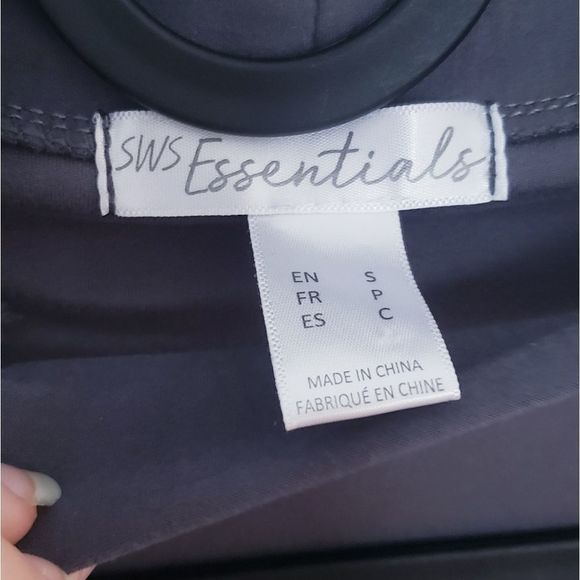 SWS Essentials
EN S
FR P
ES C
MADE IN CHINA
FABRIQUÉ EN CHINE